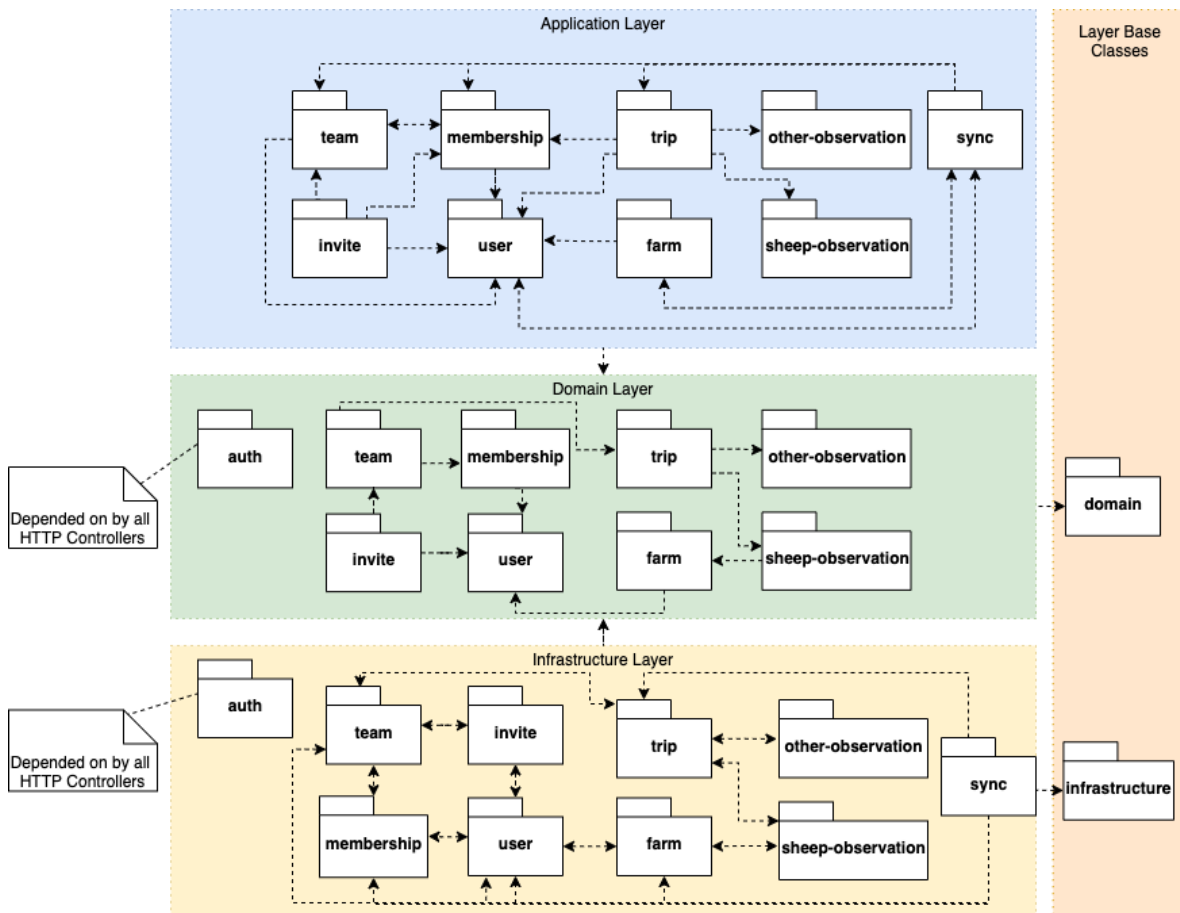 Application Layer
Layer Base
Classes
team
membership
trip
other-observation
sync
invite
user
farm
sheep-observation
Domain Layer
auth
team
membership
trip
other-observation
Depended on by all
HTTP Controllers
domain
invite
user
farm
sheep-observation
Infrastructure Layer
auth
team
invite
trip
other-observation
Depended on by all
HTTP Controllers
sync
infrastructure
membership
user
farm
sheep-observation